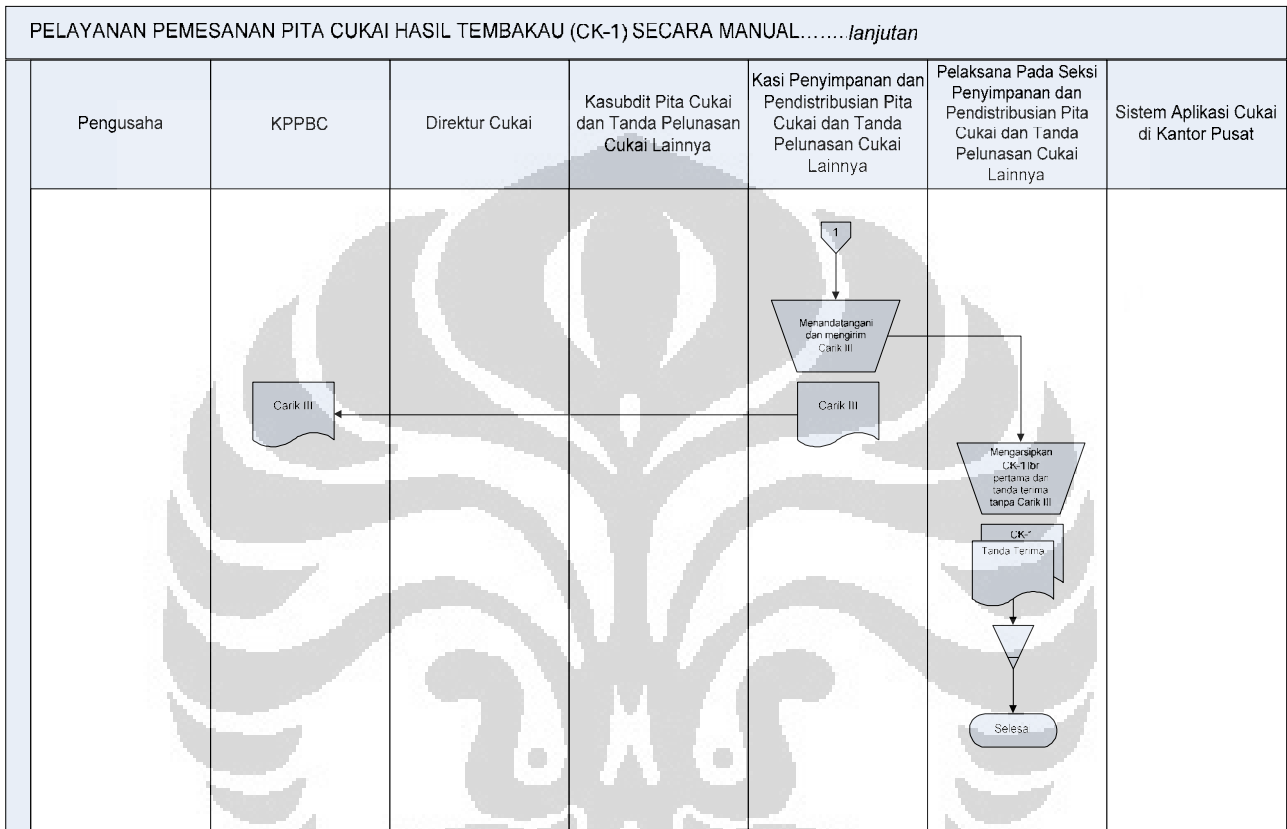 PELAYANAN PEMESANAN PITA CUKAI HASIL TEMBAKAU (CK-1) SECARA MANUAL........lanjutan
Pengusaha
KPPBC
Direktur Cukai
Kasubdit Pita Cukai
dan Tanda Pelunasan
Cukai Lainnya
Kasi Penyimpanan dan
Pendistribusian Pita
Cukai dan Tanda
Pelunasan Cukai
Lainnya
Pelaksana Pada Seksi
Penyimpanan dan
Pendistribusian Pita
Cukai dan Tanda
Pelunasan Cukai
Lainnya
Sistem Aplikasi Cukai
di Kantor Pusat
1
Menandatangani
dan mengirim
Carik III
Carik III
Carik III
Mengarsipkan
CK-1 lbr
pertama dan
tanda terima
tanpa Carik III
CK-1
Tanda Terima
Selesai